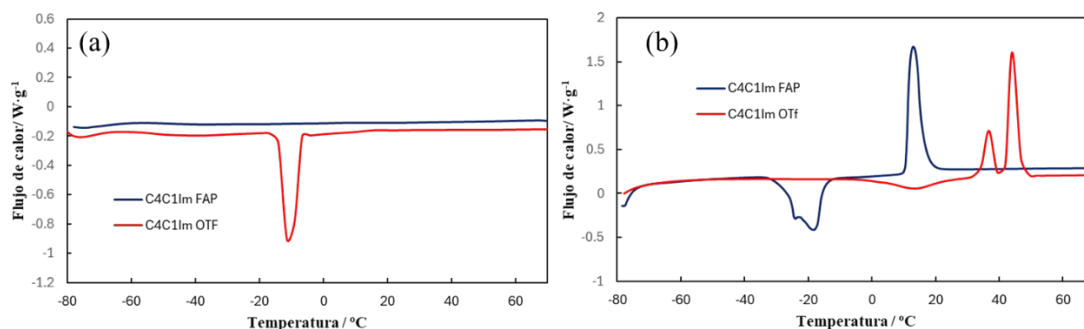 (a)
0.6
0.4
0.2
0
-0.2
-0.4
-0.6
-0.8
-1
-1.2
Flujo de calor/ W·g⁻¹
C4C1Im FAP
C4C1Im OTF
-80 -60 -40 -20 0 20 40 60
Temperatura / ºC
(b)
2
1.5
1
0.5
0
-0.5
-1
Flujo de calor/ W·g⁻¹
C4C1Im FAP
C4C1Im OTf
-80 -60 -40 -20 0 20 40 60
Temperatura / ºC